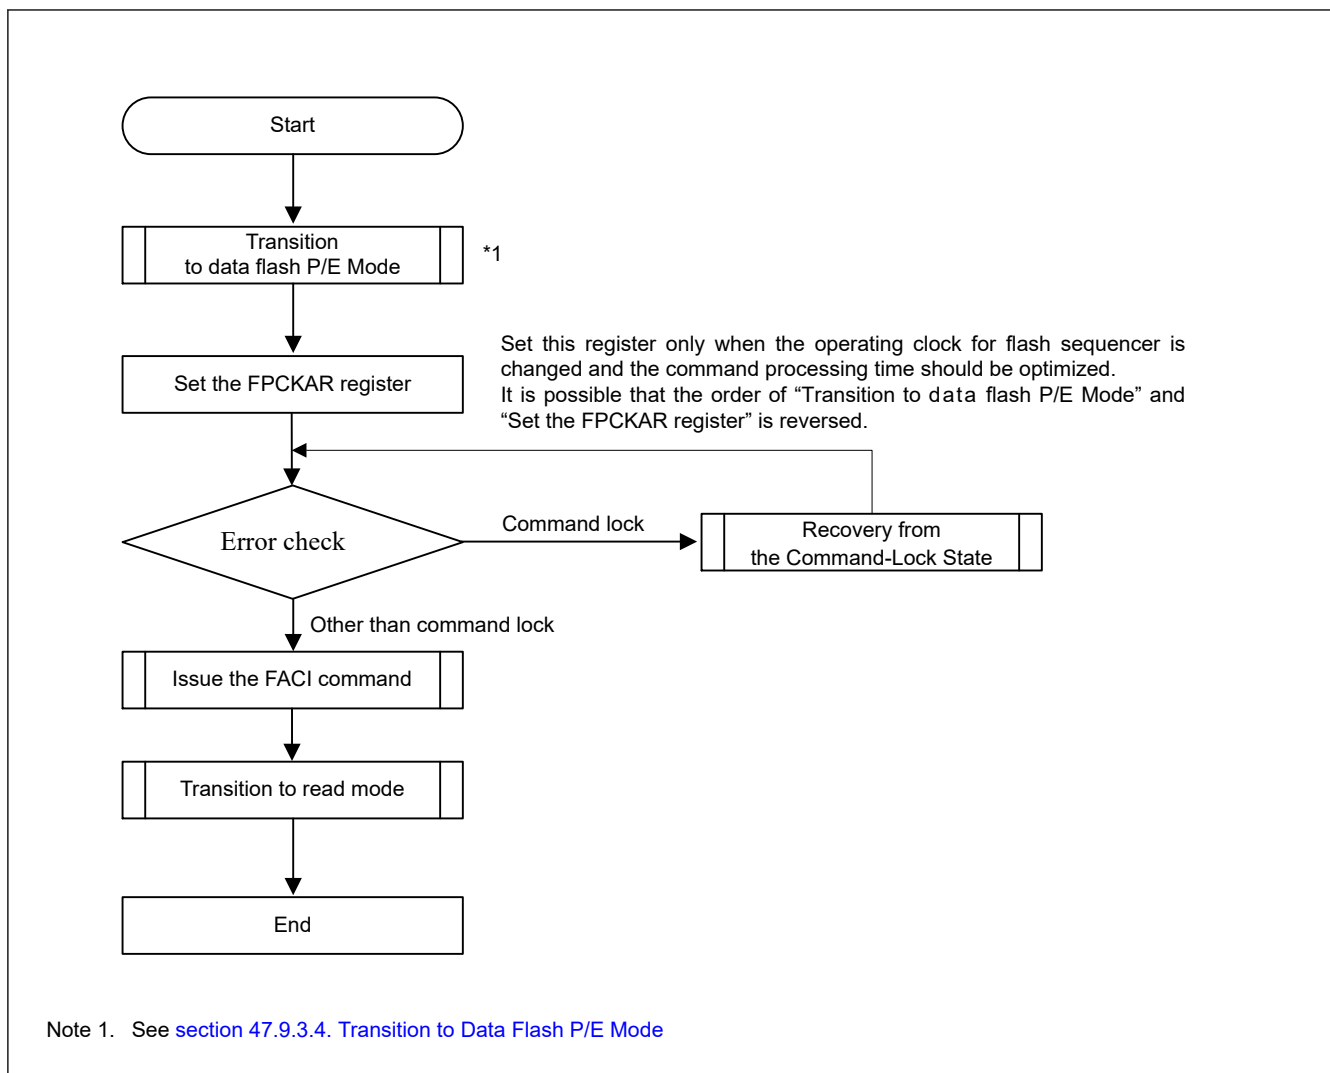 Start
Transition
to data flash P/E Mode
*1
Set the FPCKAR register
Set this register only when the operating clock for flash sequencer is
changed and the command processing time should be optimized.
It is possible that the order of “Transition to data flash P/E Mode” and
“Set the FPCKAR register” is reversed.
Error check
Command lock
Recovery from
the Command-Lock State
Other than command lock
Issue the FACI command
Transition to read mode
End
Note 1. See section 47.9.3.4. Transition to Data Flash P/E Mode